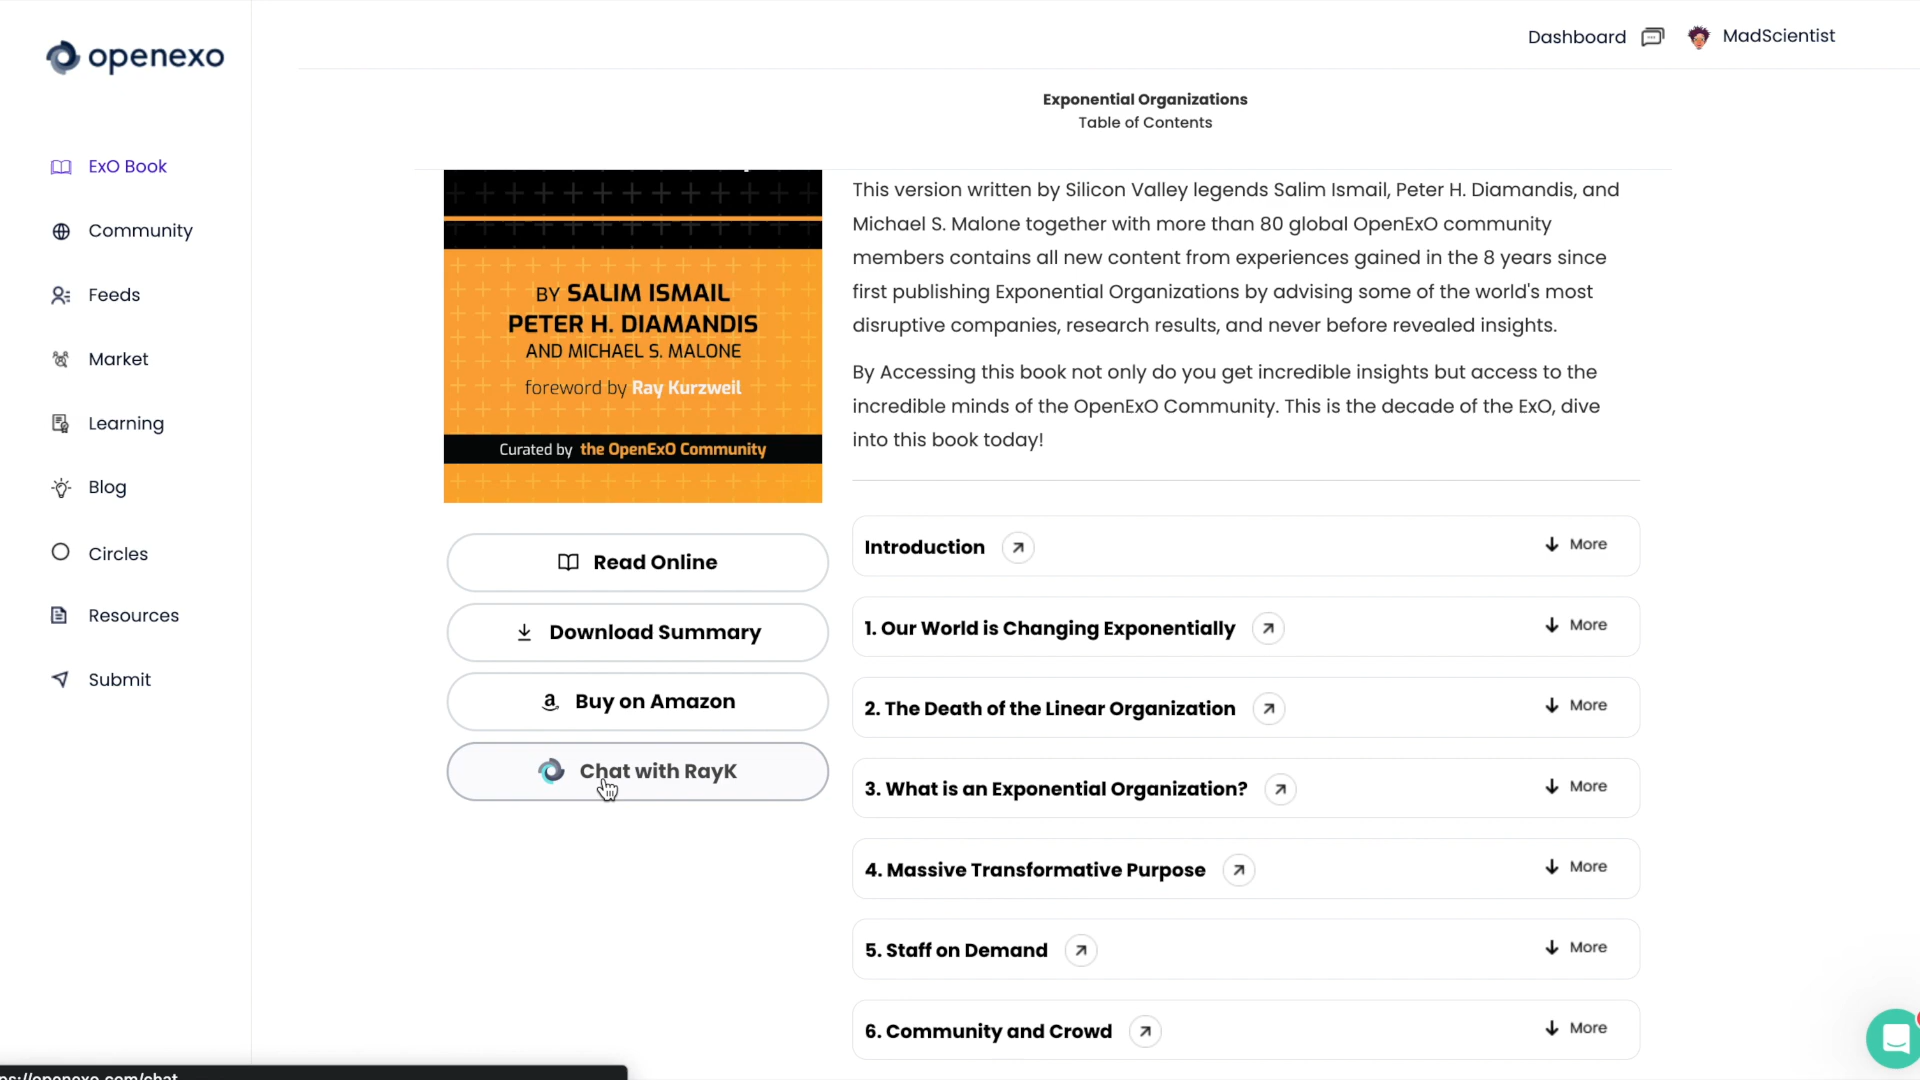 openexo
Dashboard
MadScientist
Exponential Organizations
Table of Contents
ExO Book
Community
Feeds
Market
Learning
Blog
Circles
Resources
Submit
BY SALIM ISMAIL
PETER H. DIAMANDIS
AND MICHAEL S. MALONE
foreword by Ray Kurzweil
Curated by the OpenExO Community
Read Online
Download Summary
Buy on Amazon
Chat with RayK
This version written by Silicon Valley legends Salim Ismail, Peter H. Diamandis, and
Michael S. Malone together with more than 80 global OpenExO community
members contains all new content from experiences gained in the 8 years since
first publishing Exponential Organizations by advising some of the world's most
disruptive companies, research results, and never before revealed insights.
By Accessing this book not only do you get incredible insights but access to the
incredible minds of the OpenExO Community. This is the decade of the ExO, dive
into this book today!
Introduction
More
1. Our World is Changing Exponentially
More
2. The Death of the Linear Organization
More
3. What is an Exponential Organization?
More
4. Massive Transformative Purpose
More
5. Staff on Demand
More
6. Community and Crowd
More
ps://openexo.com/chat